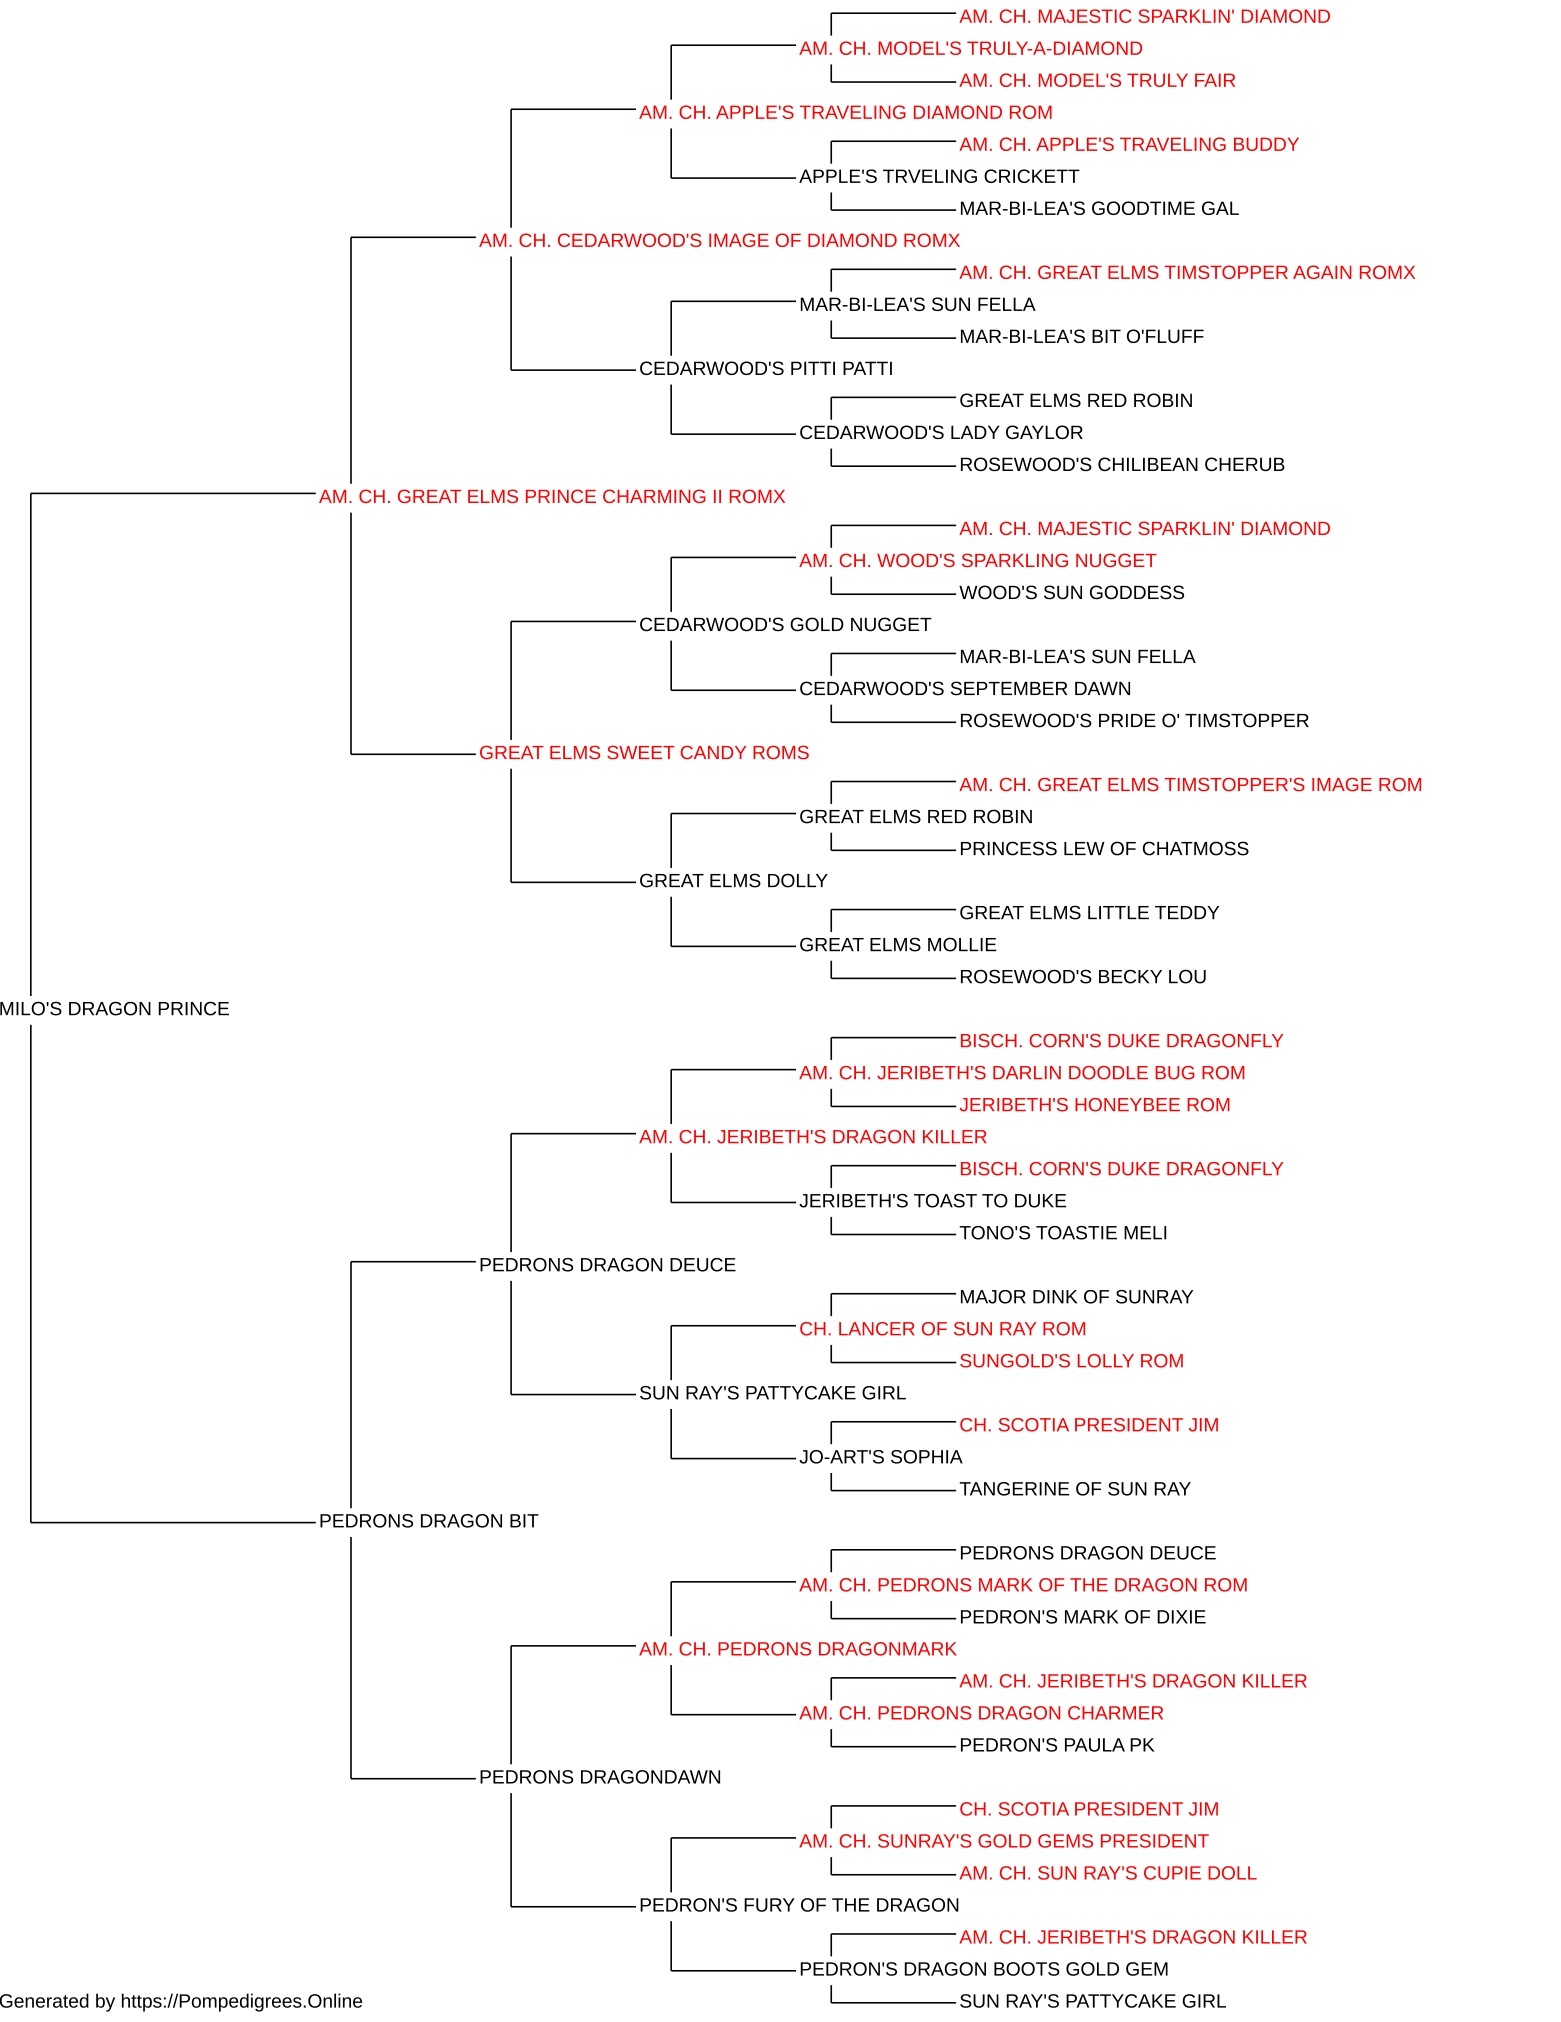 AM. CH. MAJESTIC SPARKLIN' DIAMOND
AM. CH. MODEL'S TRULY-A-DIAMOND
AM. CH. MODEL'S TRULY FAIR
AM. CH. APPLE'S TRAVELING DIAMOND ROM
AM. CH. APPLE'S TRAVELING BUDDY
APPLE'S TRVELING CRICKETT
MAR-BI-LEA'S GOODTIME GAL
AM. CH. CEDARWOOD'S IMAGE OF DIAMOND ROMX
AM. CH. GREAT ELMS TIMSTOPPER AGAIN ROMX
MAR-BI-LEA'S SUN FELLA
MAR-BI-LEA'S BIT O'FLUFF
CEDARWOOD'S PITTI PATTI
GREAT ELMS RED ROBIN
CEDARWOOD'S LADY GAYLOR
ROSEWOOD'S CHILIBEAN CHERUB
AM. CH. GREAT ELMS PRINCE CHARMING II ROMX
AM. CH. MAJESTIC SPARKLIN' DIAMOND
AM. CH. WOOD'S SPARKLING NUGGET
WOOD'S SUN GODDESS
CEDARWOOD'S GOLD NUGGET
MAR-BI-LEA'S SUN FELLA
CEDARWOOD'S SEPTEMBER DAWN
ROSEWOOD'S PRIDE O' TIMSTOPPER
GREAT ELMS SWEET CANDY ROMS
AM. CH. GREAT ELMS TIMSTOPPER'S IMAGE ROM
GREAT ELMS RED ROBIN
PRINCESS LEW OF CHATMOSS
GREAT ELMS DOLLY
GREAT ELMS LITTLE TEDDY
GREAT ELMS MOLLIE
ROSEWOOD'S BECKY LOU
MILO'S DRAGON PRINCE
BISCH. CORN'S DUKE DRAGONFLY
AM. CH. JERIBETH'S DARLIN DOODLE BUG ROM
JERIBETH'S HONEYBEE ROM
AM. CH. JERIBETH'S DRAGON KILLER
BISCH. CORN'S DUKE DRAGONFLY
JERIBETH'S TOAST TO DUKE
TONO'S TOASTIE MELI
PEDRONS DRAGON DEUCE
MAJOR DINK OF SUNRAY
CH. LANCER OF SUN RAY ROM
SUNGOLD'S LOLLY ROM
SUN RAY'S PATTYCAKE GIRL
CH. SCOTIA PRESIDENT JIM
JO-ART'S SOPHIA
TANGERINE OF SUN RAY
PEDRONS DRAGON BIT
PEDRONS DRAGON DEUCE
AM. CH. PEDRONS MARK OF THE DRAGON ROM
PEDRON'S MARK OF DIXIE
AM. CH. PEDRONS DRAGONMARK
AM. CH. JERIBETH'S DRAGON KILLER
AM. CH. PEDRONS DRAGON CHARMER
PEDRON'S PAULA PK
PEDRONS DRAGONDAWN
CH. SCOTIA PRESIDENT JIM
AM. CH. SUNRAY'S GOLD GEMS PRESIDENT
AM. CH. SUN RAY'S CUPIE DOLL
PEDRON'S FURY OF THE DRAGON
AM. CH. JERIBETH'S DRAGON KILLER
PEDRON'S DRAGON BOOTS GOLD GEM
SUN RAY'S PATTYCAKE GIRL
Generated by https://Pompedigrees.Online